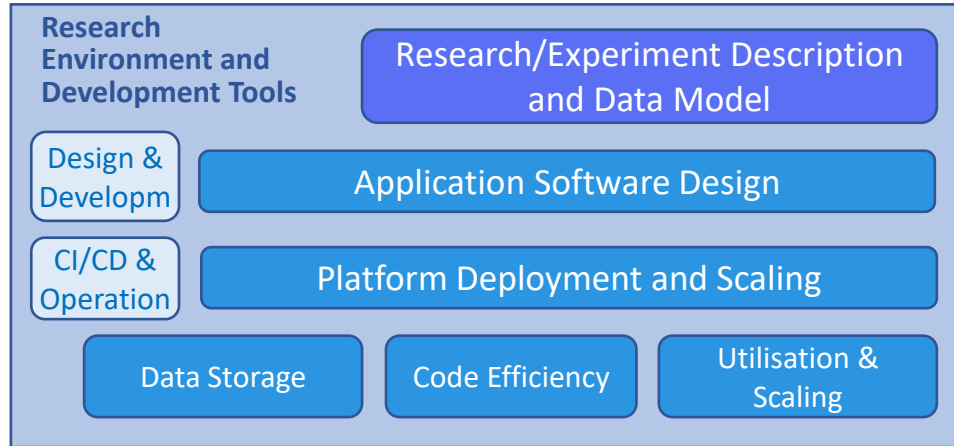 Research
Environment and
Development Tools
Research/Experiment Description
and Data Model
Design &
Developm
Application Software Design
CI/CD &
Operation
Platform Deployment and Scaling
Data Storage
Code Efficiency
Utilisation &
Scaling